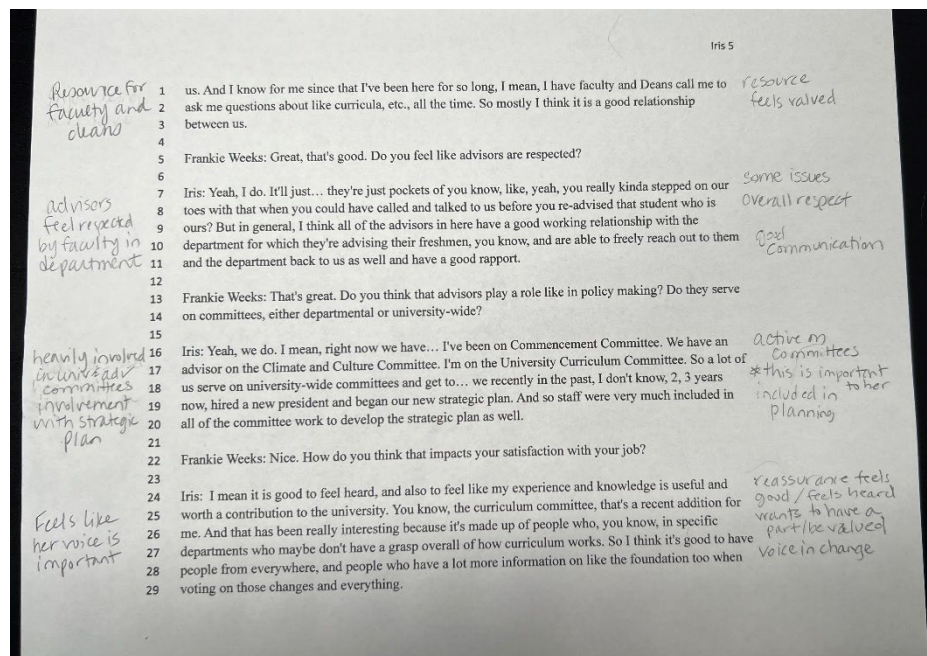 Iris 5
Resource for
faculty and
deans
1 us. And I know for me since that I've been here for so long, I mean, I have faculty and Deans call me to
2 ask me questions about like curricula, etc., all the time. So mostly I think it is a good relationship
3 between us.
4
resource
feels valued
5 Frankie Weeks: Great, that's good. Do you feel like advisors are respected?
6
advisors
feel respected
by faculty in
department
7 Iris: Yeah, I do. It'll just… they're just pockets of you know, like, yeah, you really kinda stepped on our
8 toes with that when you could have called and talked to us before you re-advised that student who is
9 ours? But in general, I think all of the advisors in here have a good working relationship with the
10 department for which they're advising their freshmen, you know, and are able to freely reach out to them
11 and the department back to us as well and have a good rapport.
12
some issues
overall respect
good
communication
13 Frankie Weeks: That's great. Do you think that advisors play a role like in policy making? Do they serve
14 on committees, either departmental or university-wide?
15
heavily involved
in univ & adv
committees
involvement
with strategic
plan
16 Iris: Yeah, we do. I mean, right now we have… I've been on Commencement Committee. We have an
17 advisor on the Climate and Culture Committee. I'm on the University Curriculum Committee. So a lot of
18 us serve on university-wide committees and get to… we recently in the past, I don't know, 2, 3 years
19 now, hired a new president and began our new strategic plan. And so staff were very much included in
20 all of the committee work to develop the strategic plan as well.
21
active on
committees
* this is important
to her
included in
planning
22 Frankie Weeks: Nice. How do you think that impacts your satisfaction with your job?
23
Feels like
her voice is
important
24 Iris: I mean it is good to feel heard, and also to feel like my experience and knowledge is useful and
25 worth a contribution to the university. You know, the curriculum committee, that's a recent addition for
26 me. And that has been really interesting because it's made up of people who, you know, in specific
27 departments who maybe don't have a grasp overall of how curriculum works. So I think it's good to have
28 people from everywhere, and people who have a lot more information on like the foundation too when
29 voting on those changes and everything.
reassurance feels
good / feels heard
wants to have a
part/be valued
voice in change